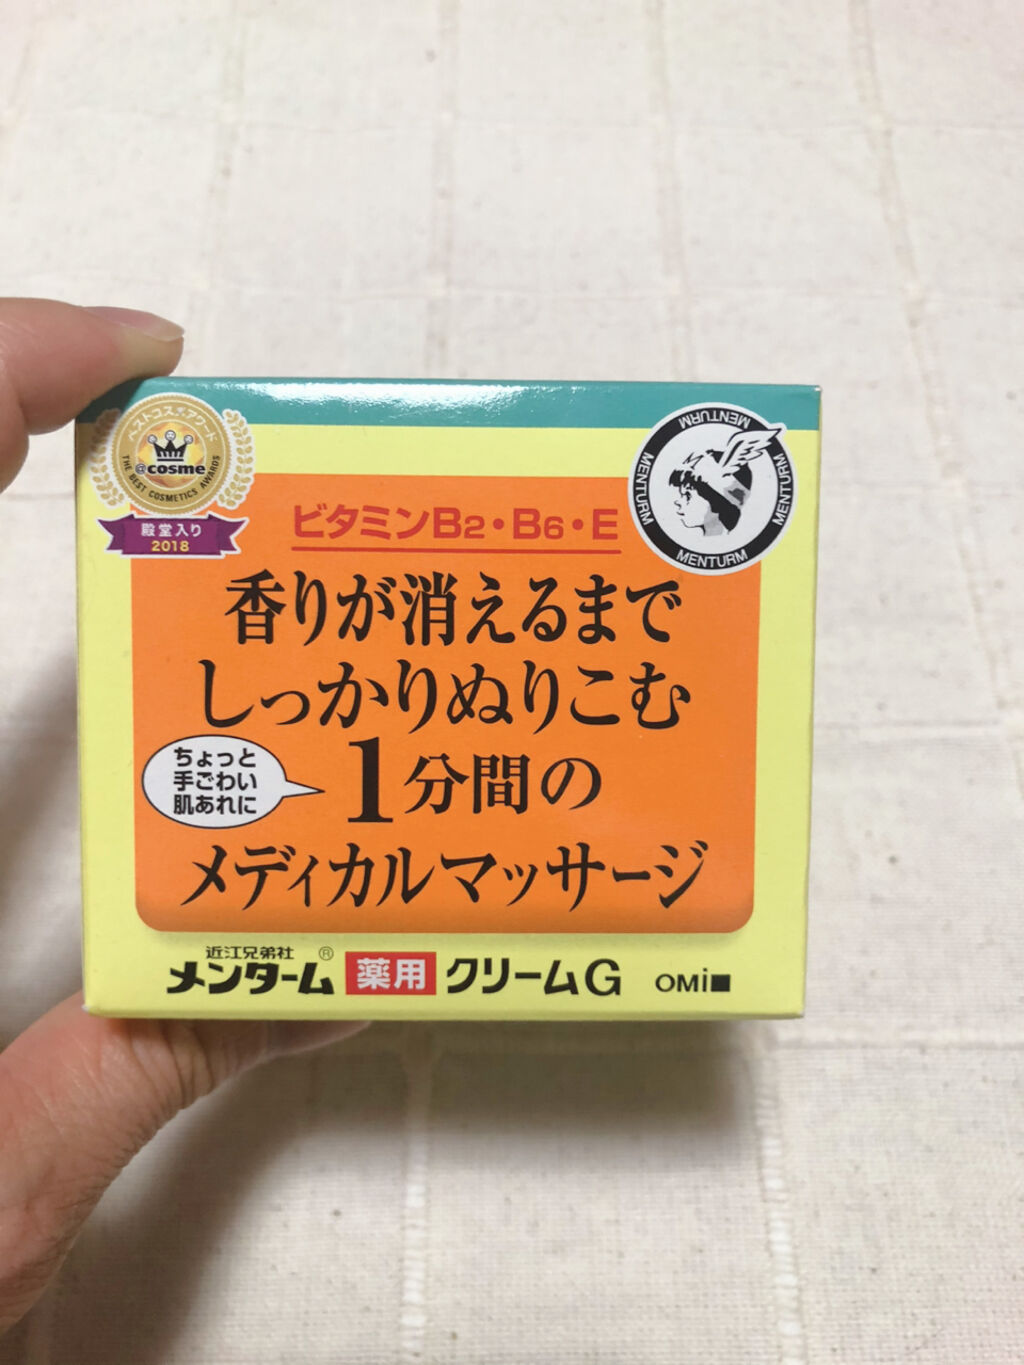 ベストコスメアワード
@cosme
THE BEST COSMETICS AWARDS
殿堂入り
2018
MENTURM
MENTURM
MENTURM
MENTURM
ビタミンB2・B6・E
香りが消えるまで
しっかりぬりこむ
1分間の
メディカルマッサージ
ちょっと
手ごわい
肌あれに
近江兄弟社
メンターム® 薬用 クリームG OMI